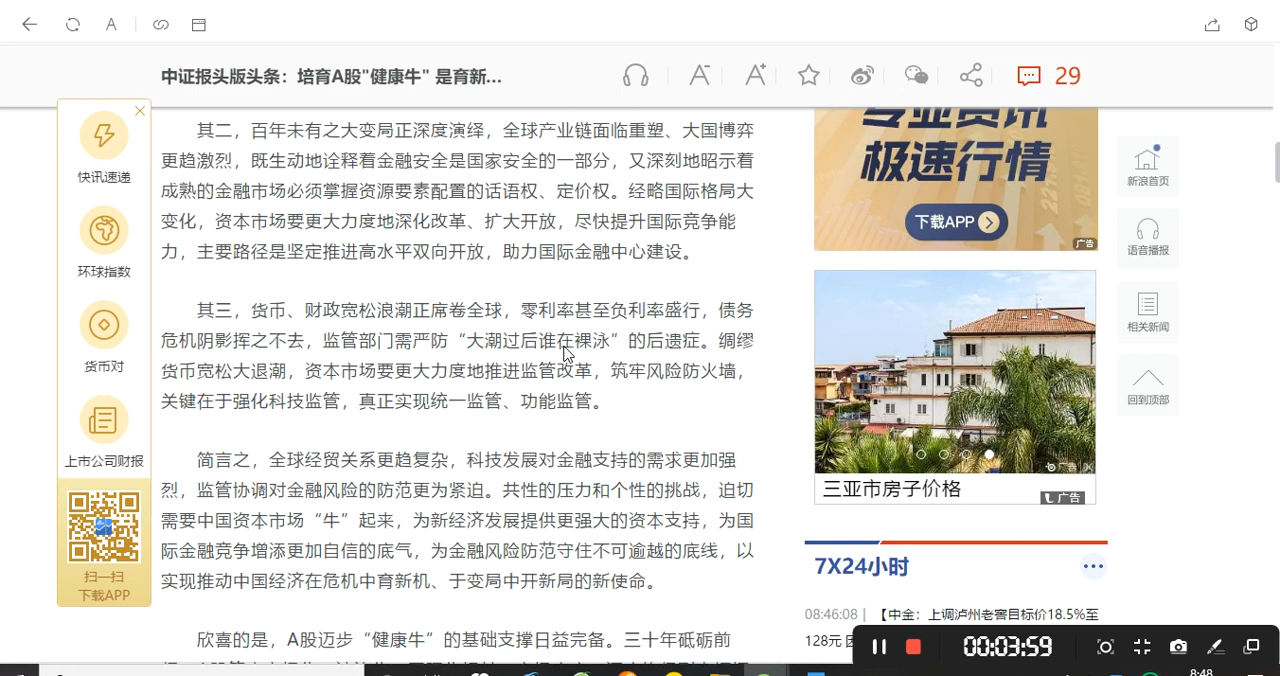 中证报头版头条：培育A股"健康牛" 是育新...
29
快讯速递
环球指数
货币对
上市公司财报
扫一扫
下载APP
其二，百年未有之大变局正深度演绎，全球产业链面临重塑、大国博弈
更趋激烈，既生动地诠释着金融安全是国家安全的一部分，又深刻地昭示着
成熟的金融市场必须掌握资源要素配置的话语权、定价权。经略国际格局大
变化，资本市场要更大力度地深化改革、扩大开放，尽快提升国际竞争能
力，主要路径是坚定推进高水平双向开放，助力国际金融中心建设。
其三，货币、财政宽松浪潮正席卷全球，零利率甚至负利率盛行，债务
危机阴影挥之不去，监管部门需严防“大潮过后谁在裸泳”的后遗症。绸缪
货币宽松大退潮，资本市场要更大力度地推进监管改革，筑牢风险防火墙，
关键在于强化科技监管，真正实现统一监管、功能监管。
简言之，全球经贸关系更趋复杂，科技发展对金融支持的需求更加强
烈，监管协调对金融风险的防范更为紧迫。共性的压力和个性的挑战，迫切
需要中国资本市场“牛”起来，为新经济发展提供更强大的资本支持，为国
际金融竞争增添更加自信的底气，为金融风险防范守住不可逾越的底线，以
实现推动中国经济在危机中育新机、于变局中开新局的新使命。
欣喜的是，A股迈步“健康牛”的基础支撑日益完备。三十年砥砺前
专业资讯
极速行情
下载APP
广告
三亚市房子价格
广告
7X24小时
08:46:08
【中金：上调泸州老窖目标价18.5%至
128元
新浪首页
语音播报
相关新闻
回到顶部
00:03:59
8:48